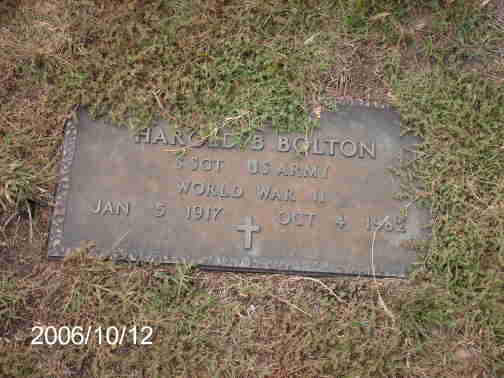 HAROLD B BOLTON
S SGT US ARMY
WORLD WAR II
JAN 5 1917 OCT 4
2006/10/12